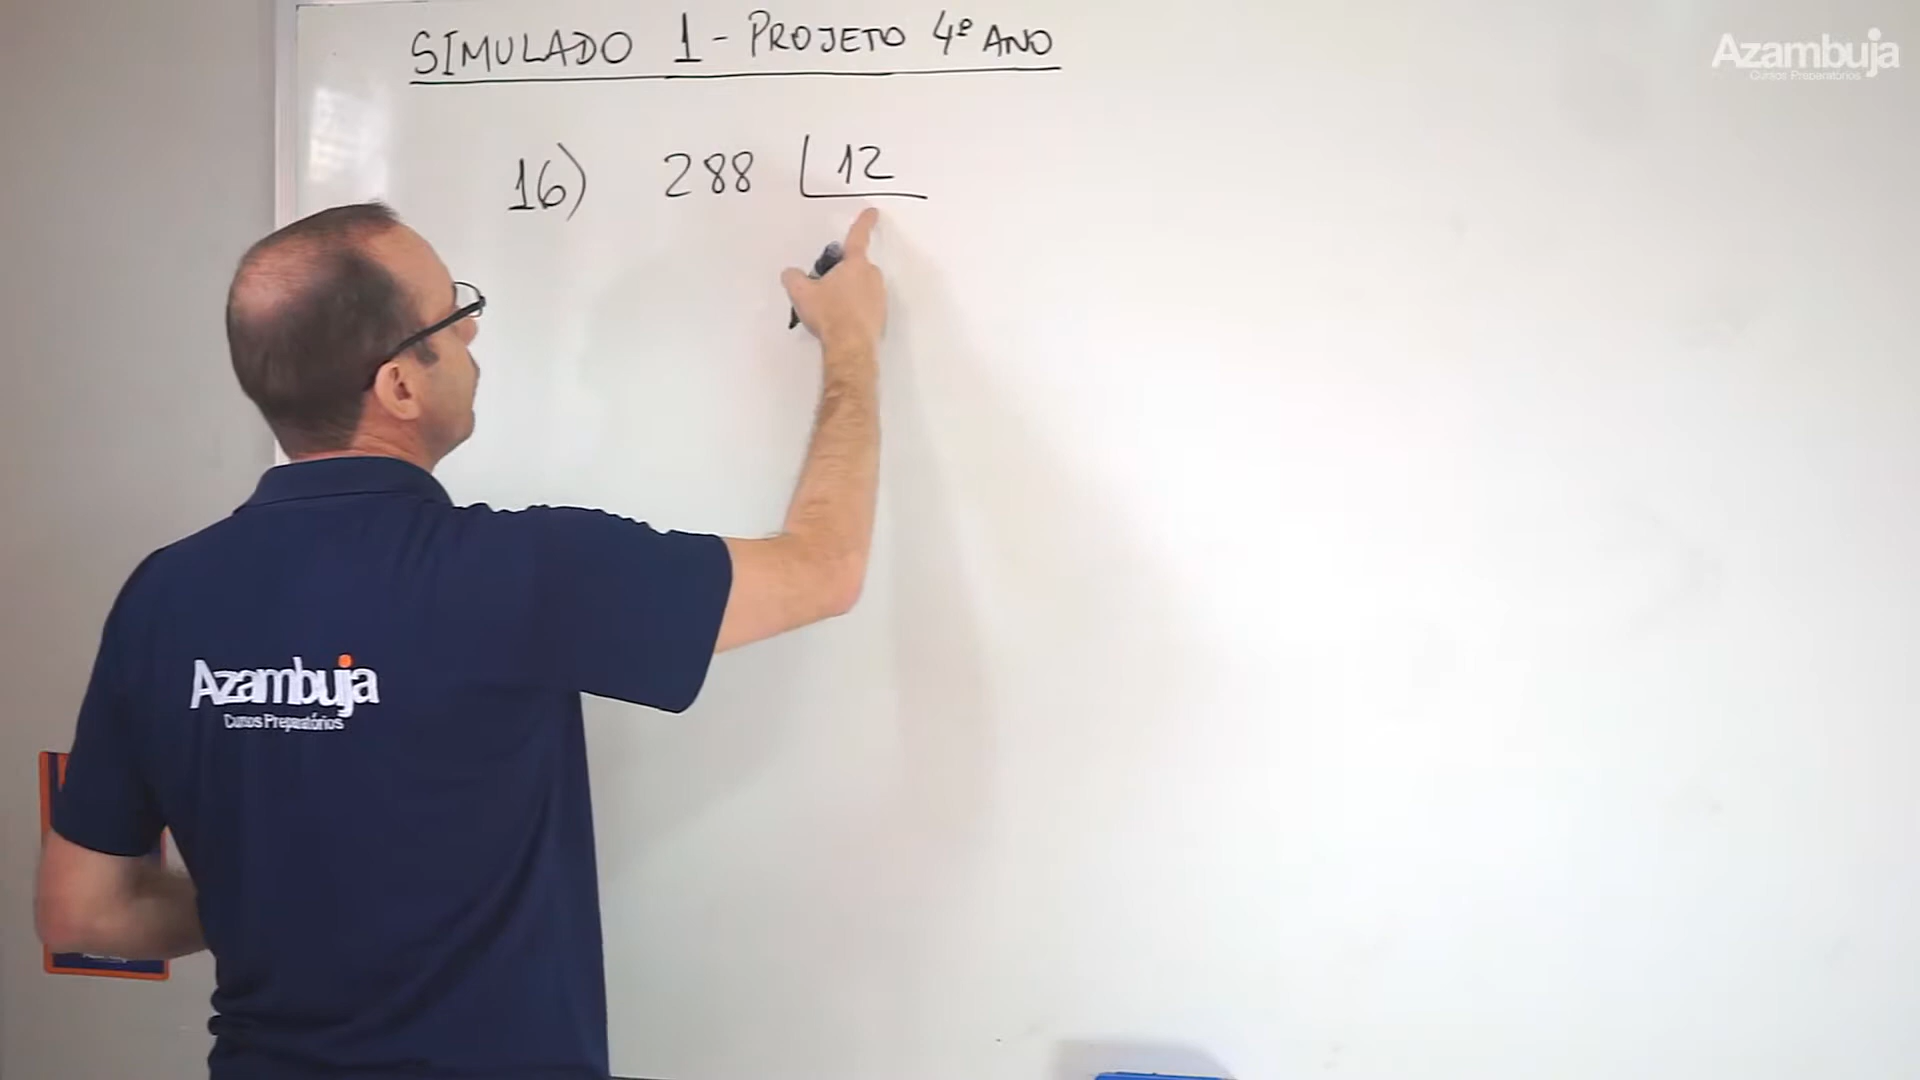 SIMULADO 1 - PROJETO 4º ANO
Azambuja
Cursos Preparatórios
16) 288 12
Azambuja
Cursos Preparatórios